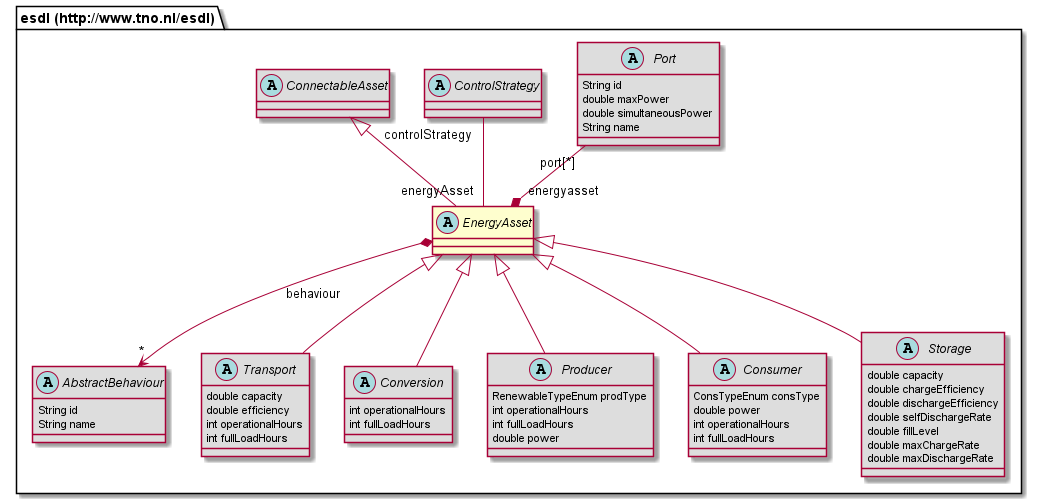 esdl (http://www.tno.nl/esdl)
A Port
String id
double maxPower
double simultaneousPower
String name
A ConnectableAsset
A ControlStrategy
controlStrategy
port[*]
energyAsset
energyasset
A EnergyAsset
behaviour
*
A AbstractBehaviour
String id
String name
A Transport
double capacity
double efficiency
int operationalHours
int fullLoadHours
A Conversion
int operationalHours
int fullLoadHours
A Producer
RenewableTypeEnum prodType
int operationalHours
int fullLoadHours
double power
A Consumer
ConsTypeEnum consType
double power
int operationalHours
int fullLoadHours
A Storage
double capacity
double chargeEfficiency
double dischargeEfficiency
double selfDischargeRate
double fillLevel
double maxChargeRate
double maxDischargeRate